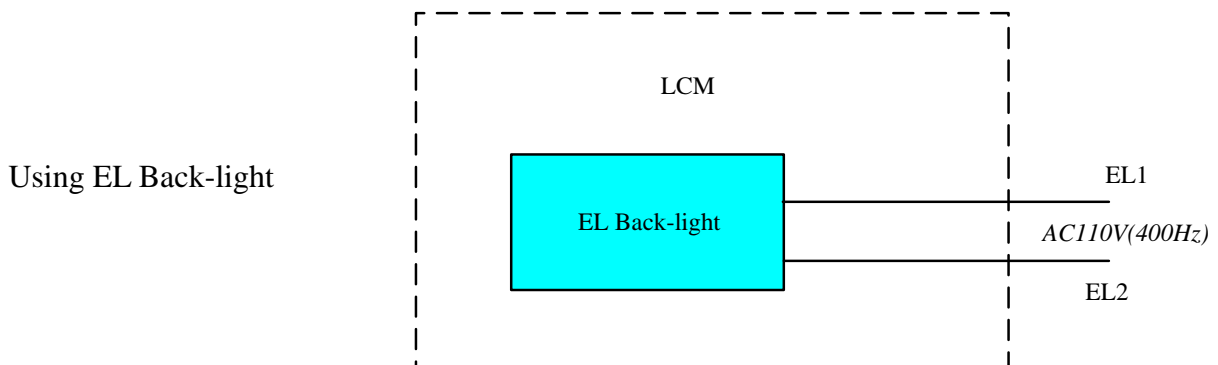 LCM
Using EL Back-light
EL Back-light
EL1
AC110V(400Hz)
EL2